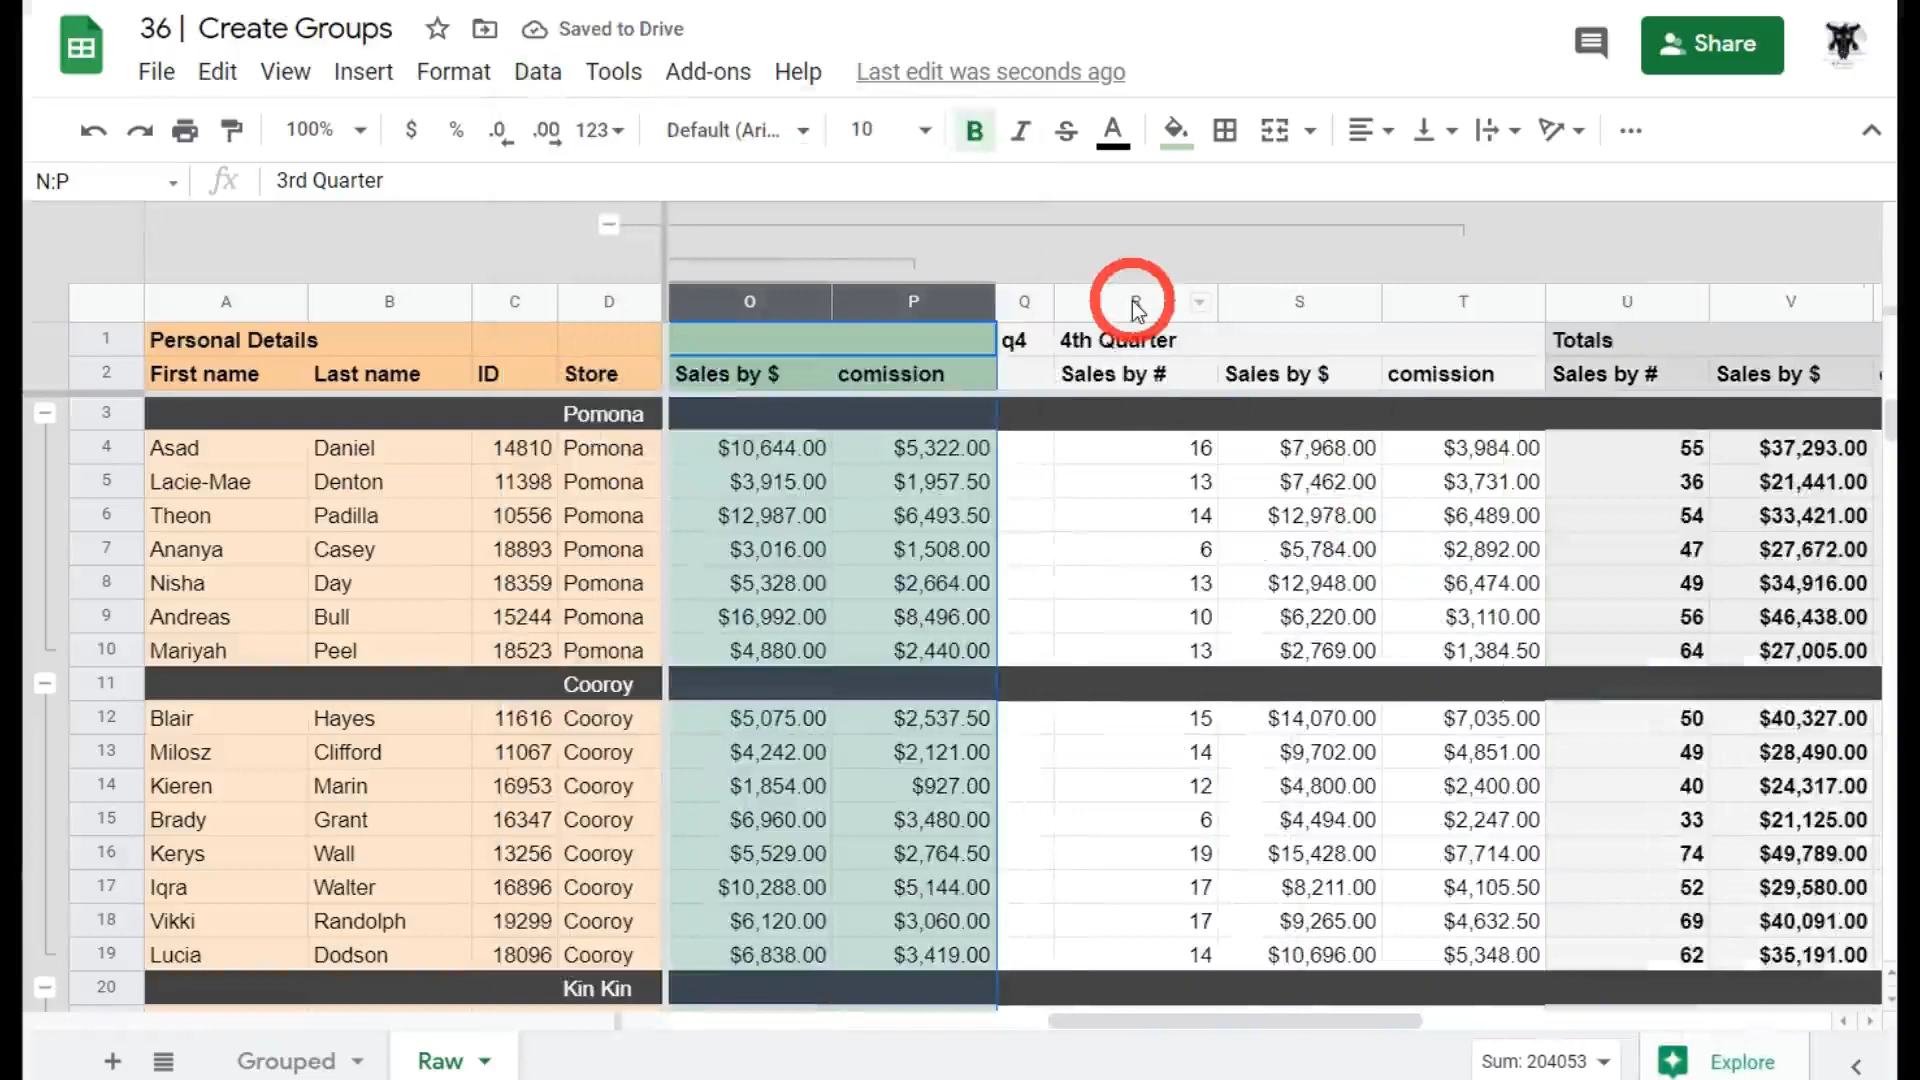 36 | Create Groups Saved to Drive Share
File Edit View Insert Format Data Tools Add-ons Help Last edit was seconds ago
100% $ % .0 .00 123 Default (Ari... 10 B I S A ...
N:P fx 3rd Quarter
A B C D O P Q R S T U V
1 Personal Details q4 4th Quarter Totals
2 First name Last name ID Store Sales by $ comission Sales by # Sales by $ comission Sales by # Sales by $
3 Pomona
4 Asad Daniel 14810 Pomona $10,644.00 $5,322.00 16 $7,968.00 $3,984.00 55 $37,293.00
5 Lacie-Mae Denton 11398 Pomona $3,915.00 $1,957.50 13 $7,462.00 $3,731.00 36 $21,441.00
6 Theon Padilla 10556 Pomona $12,987.00 $6,493.50 14 $12,978.00 $6,489.00 54 $33,421.00
7 Ananya Casey 18893 Pomona $3,016.00 $1,508.00 6 $5,784.00 $2,892.00 47 $27,672.00
8 Nisha Day 18359 Pomona $5,328.00 $2,664.00 13 $12,948.00 $6,474.00 49 $34,916.00
9 Andreas Bull 15244 Pomona $16,992.00 $8,496.00 10 $6,220.00 $3,110.00 56 $46,438.00
10 Mariyah Peel 18523 Pomona $4,880.00 $2,440.00 13 $2,769.00 $1,384.50 64 $27,005.00
11 Cooroy
12 Blair Hayes 11616 Cooroy $5,075.00 $2,537.50 15 $14,070.00 $7,035.00 50 $40,327.00
13 Milosz Clifford 11067 Cooroy $4,242.00 $2,121.00 14 $9,702.00 $4,851.00 49 $28,490.00
14 Kieren Marin 16953 Cooroy $1,854.00 $927.00 12 $4,800.00 $2,400.00 40 $24,317.00
15 Brady Grant 16347 Cooroy $6,960.00 $3,480.00 6 $4,494.00 $2,247.00 33 $21,125.00
16 Kerys Wall 13256 Cooroy $5,529.00 $2,764.50 19 $15,428.00 $7,714.00 74 $49,789.00
17 Iqra Walter 16896 Cooroy $10,288.00 $5,144.00 17 $8,211.00 $4,105.50 52 $29,580.00
18 Vikki Randolph 19299 Cooroy $6,120.00 $3,060.00 17 $9,265.00 $4,632.50 69 $40,091.00
19 Lucia Dodson 18096 Cooroy $6,838.00 $3,419.00 14 $10,696.00 $5,348.00 62 $35,191.00
20 Kin Kin
Grouped Raw Sum: 204053 Explore